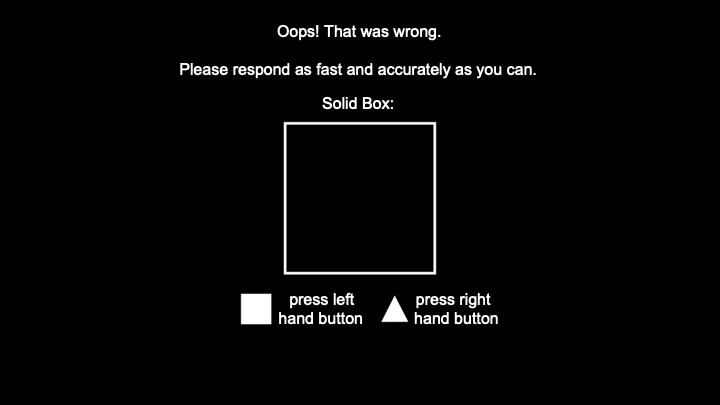 Oops! That was wrong.
Please respond as fast and accurately as you can.
Solid Box:
press left
hand button
press right
hand button